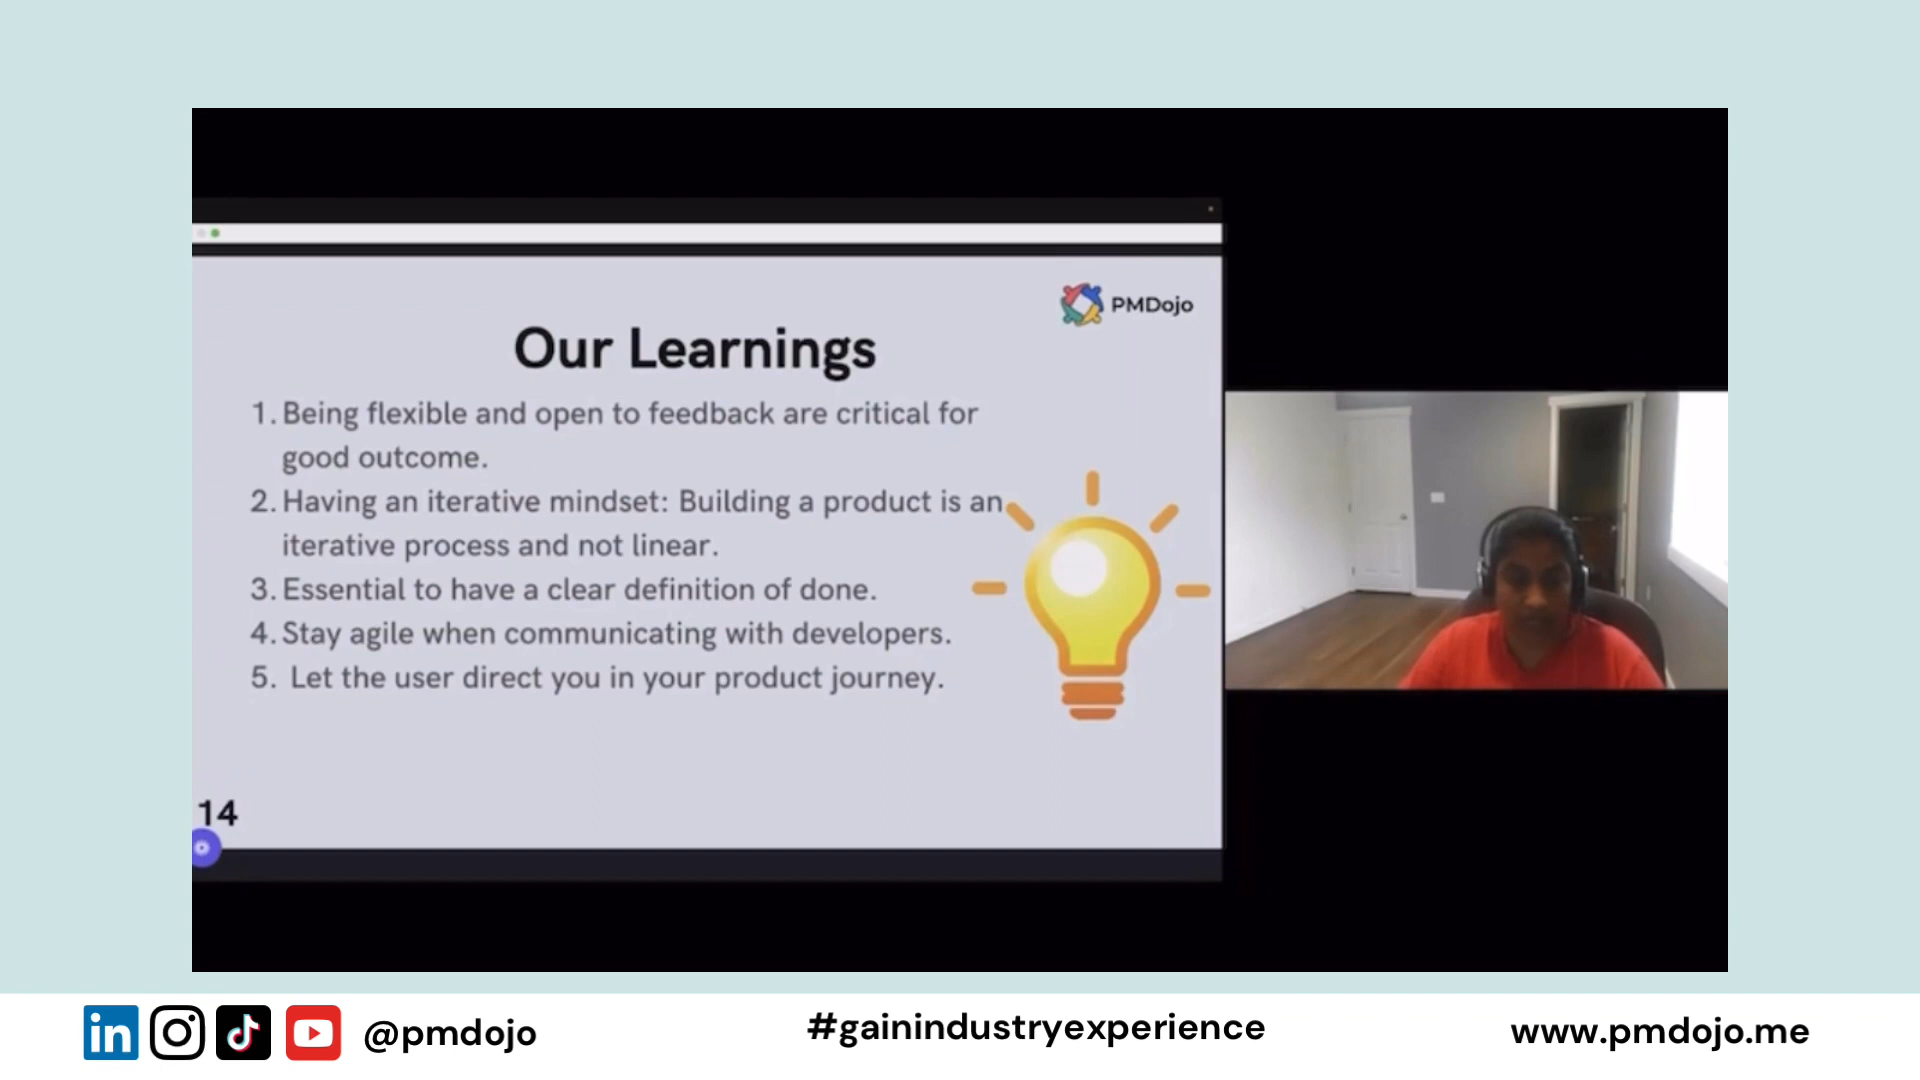 PMDojo
Our Learnings
1. Being flexible and open to feedback are critical for
good outcome.
2. Having an iterative mindset: Building a product is an
iterative process and not linear.
3. Essential to have a clear definition of done.
4. Stay agile when communicating with developers.
5. Let the user direct you in your product journey.
14
in
@pmdojo
#gainindustryexperience
www.pmdojo.me